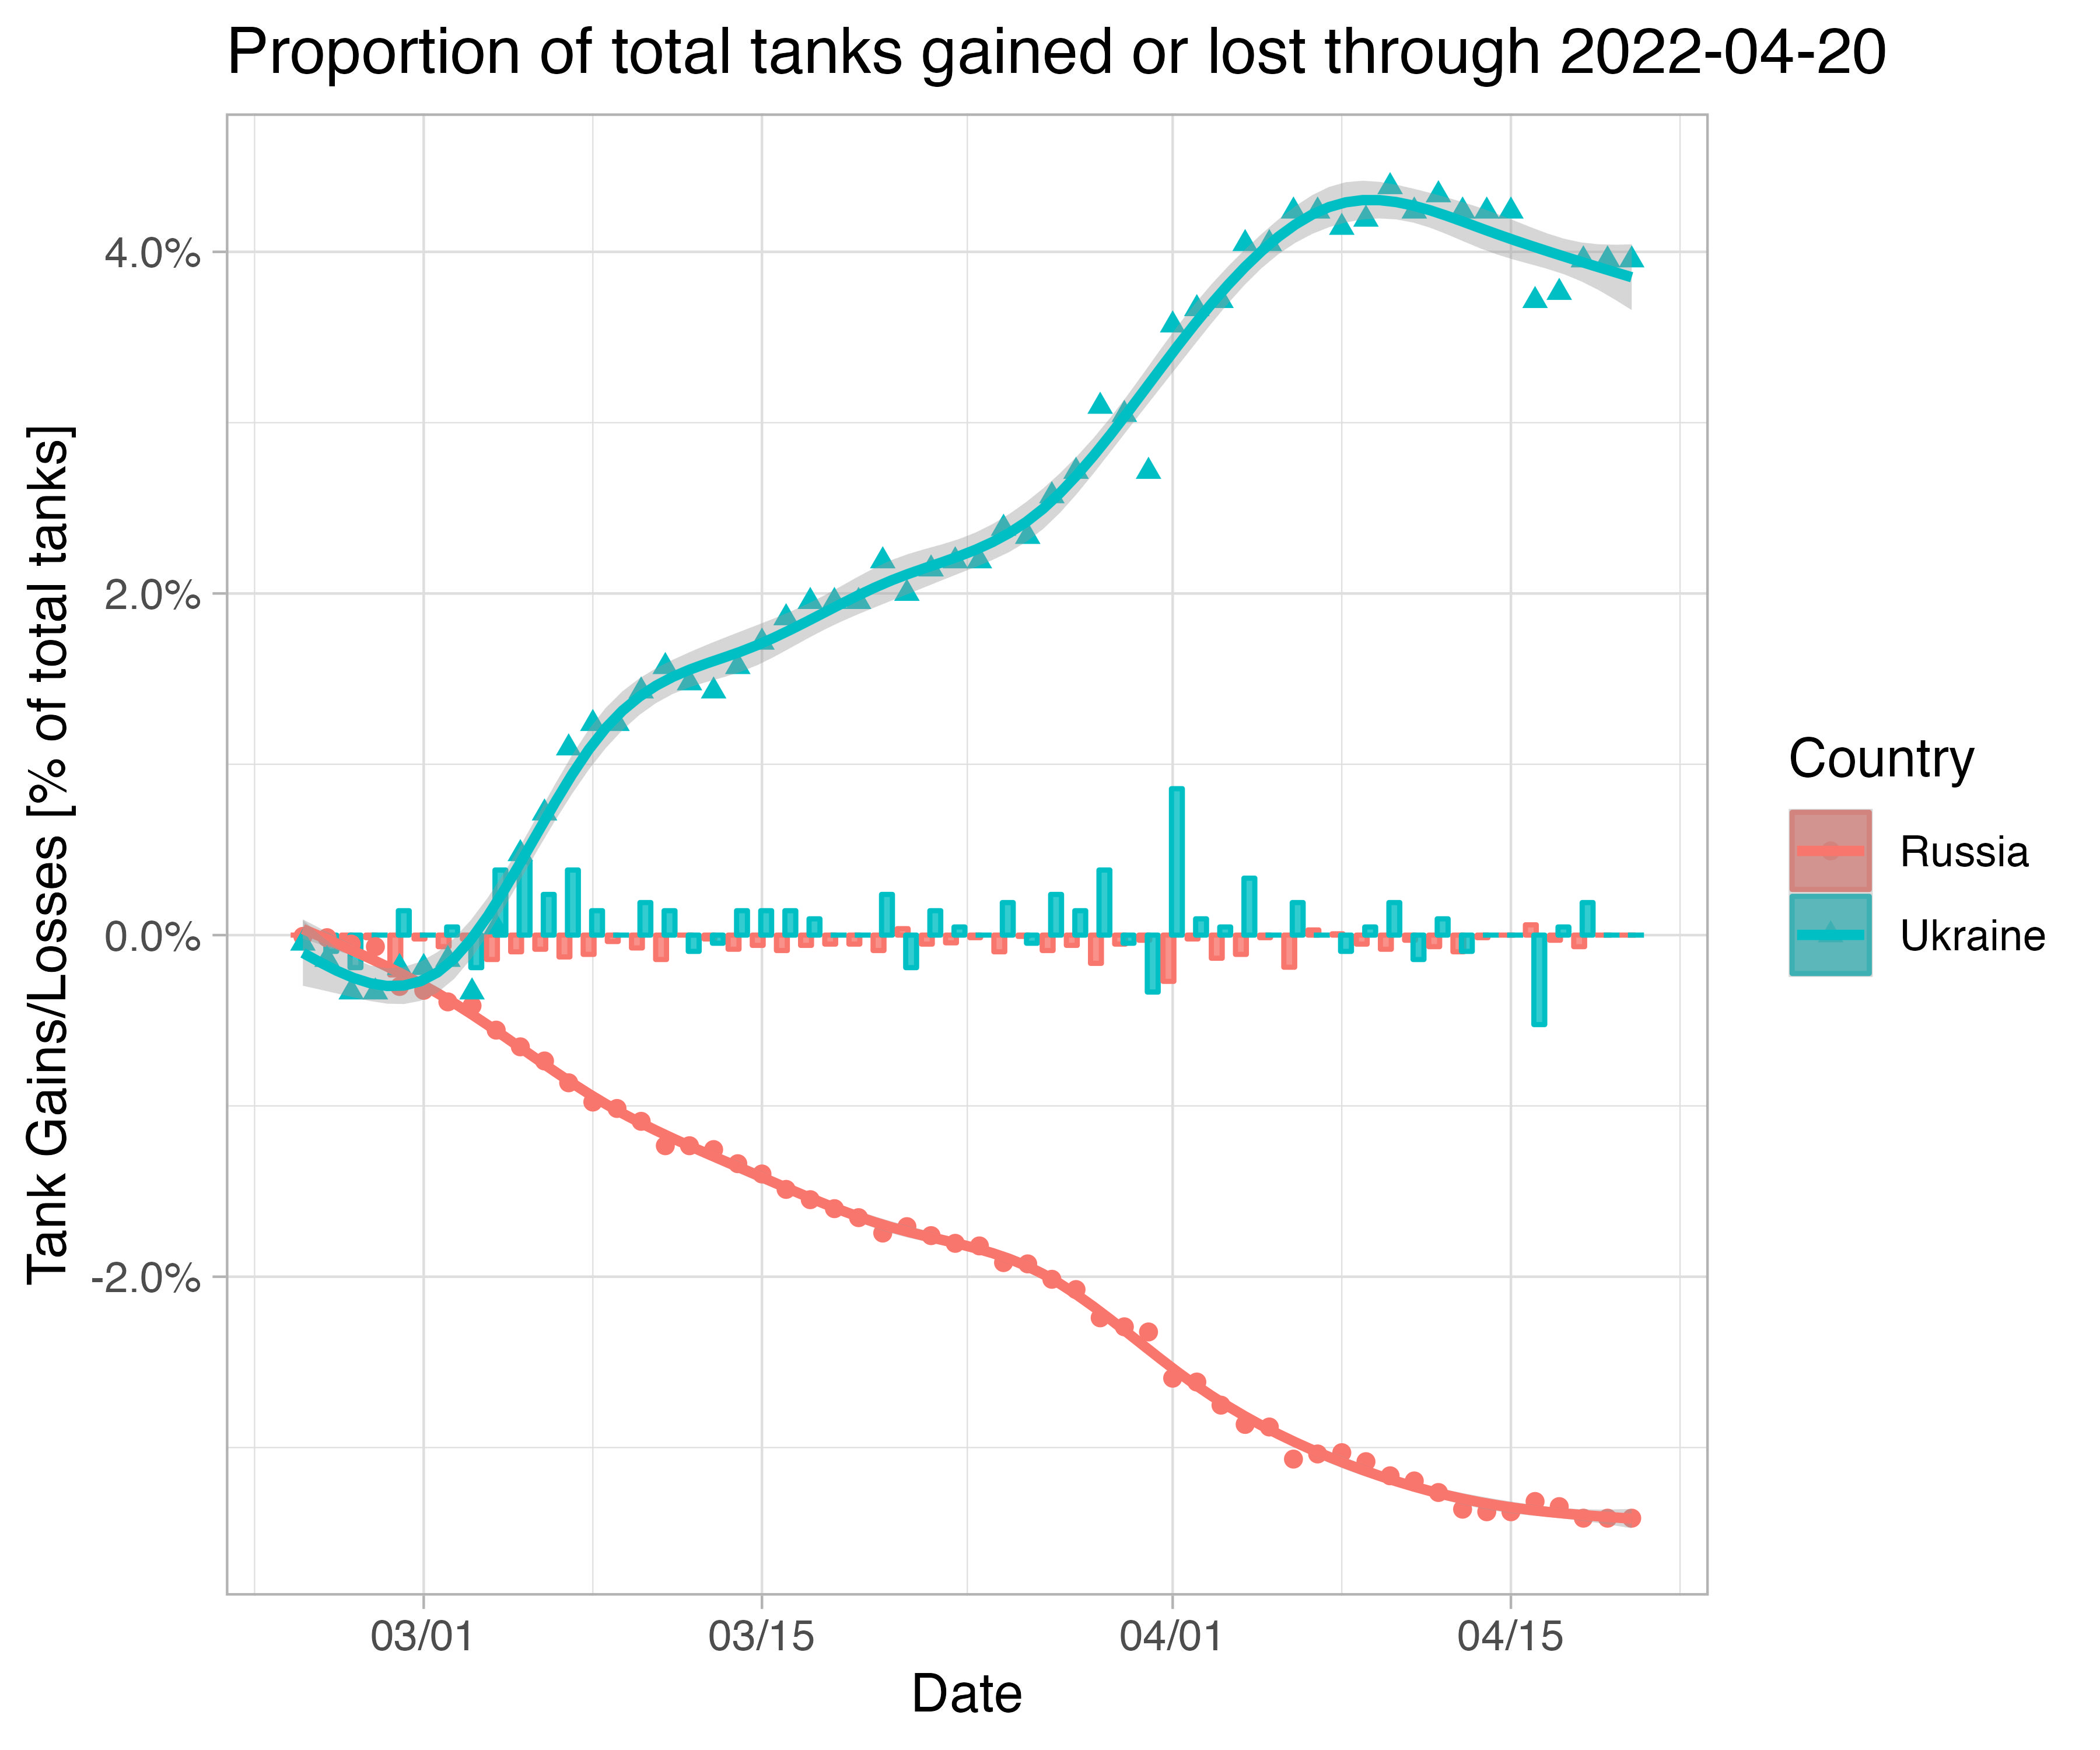 Proportion of total tanks gained or lost through 2022-04-20
Tank Gains/Losses [% of total tanks]
4.0%
2.0%
0.0%
-2.0%
03/01
03/15
04/01
04/15
Date
Country
Russia
Ukraine